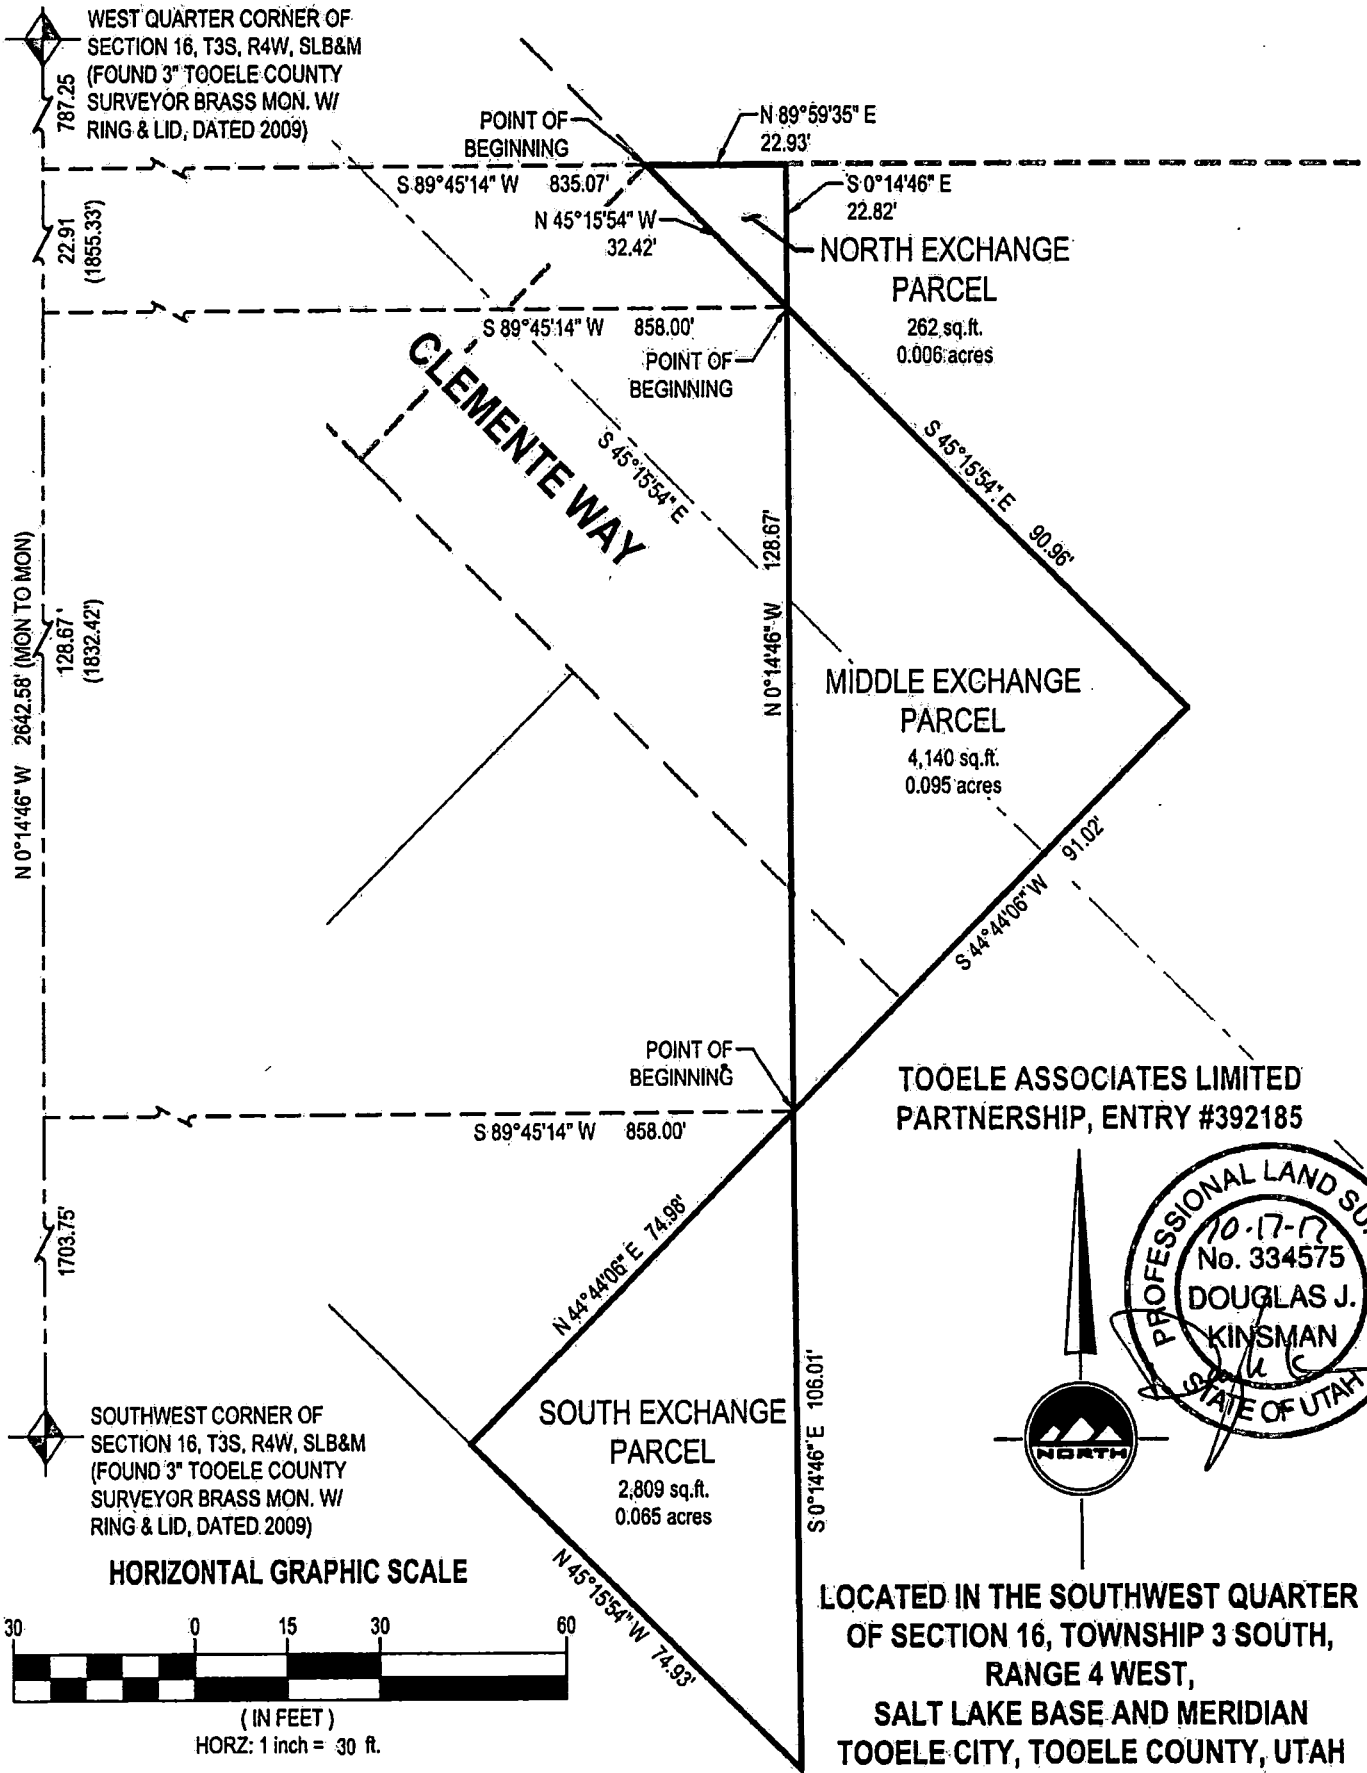 WEST QUARTER CORNER OF
SECTION 16, T3S, R4W, SLB&M
(FOUND 3" TOOELE COUNTY
SURVEYOR BRASS MON. W/
RING & LID, DATED 2009)
787.25
POINT OF
BEGINNING
N 89°59'35" E
22.93'
S 89°45'14" W 835.07'
S 0°14'46" E
22.82'
N 45°15'54" W
32.42'
22.91
(1855.33')
NORTH EXCHANGE
PARCEL
262 sq.ft.
0.006 acres
S 89°45'14" W 858.00'
POINT OF
BEGINNING
CLEMENTE WAY
S 45°15'54" E
S 45°15'54" E 90.96'
N 0°14'46" W 128.67'
N 0°14'46" W 2642.58' (MON TO MON)
128.67'
(1832.42')
MIDDLE EXCHANGE
PARCEL
4,140 sq.ft.
0.095 acres
S 44°44'06" W 91.02'
POINT OF
BEGINNING
S 89°45'14" W 858.00'
TOOELE ASSOCIATES LIMITED
PARTNERSHIP, ENTRY #392185
1703.75'
N 44°44'06" E 74.98'
PROFESSIONAL LAND SU
10-17-17
No. 334575
DOUGLAS J.
KINSMAN
STATE OF UTAH
NORTH
S 0°14'46" E 106.01'
SOUTHWEST CORNER OF
SECTION 16, T3S, R4W, SLB&M
(FOUND 3" TOOELE COUNTY
SURVEYOR BRASS MON. W/
RING & LID, DATED 2009)
SOUTH EXCHANGE
PARCEL
2,809 sq.ft.
0.065 acres
N 45°15'54" W 74.93'
HORIZONTAL GRAPHIC SCALE
30 0 15 30 60
( IN FEET )
HORZ: 1 inch = 30 ft.
LOCATED IN THE SOUTHWEST QUARTER
OF SECTION 16, TOWNSHIP 3 SOUTH,
RANGE 4 WEST,
SALT LAKE BASE AND MERIDIAN
TOOELE CITY, TOOELE COUNTY, UTAH